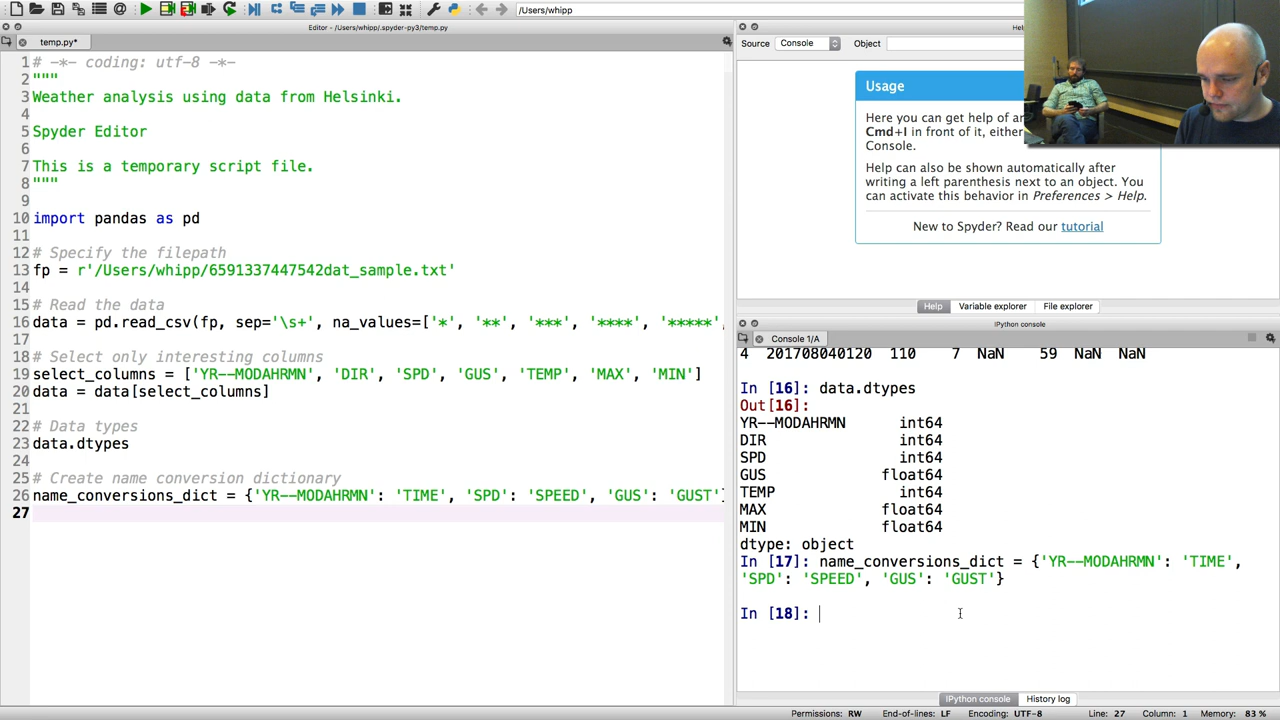 /Users/whipp
Editor - /Users/whipp/.spyder-py3/temp.py
temp.py*
1 # -*- coding: utf-8 -*-
2 """
3 Weather analysis using data from Helsinki.
4
5 Spyder Editor
6
7 This is a temporary script file.
8 """
9
10 import pandas as pd
11
12 # Specify the filepath
13 fp = r'/Users/whipp/6591337447542dat_sample.txt'
14
15 # Read the data
16 data = pd.read_csv(fp, sep='\s+', na_values=['*', '**', '***', '****', '*****',
17
18 # Select only interesting columns
19 select_columns = ['YR--MODAHRMN', 'DIR', 'SPD', 'GUS', 'TEMP', 'MAX', 'MIN']
20 data = data[select_columns]
21
22 # Data types
23 data.dtypes
24
25 # Create name conversion dictionary
26 name_conversions_dict = {'YR--MODAHRMN': 'TIME', 'SPD': 'SPEED', 'GUS': 'GUST'}
27
Source Console Object
Usage
Here you can get help of
Cmd+I in front of it, either
Console.
Help can also be shown automatically after
writing a left parenthesis next to an object. You
can activate this behavior in Preferences > Help.
New to Spyder? Read our tutorial
Help Variable explorer File explorer
IPython console
Console 1/A
4 201708040120 110 7 NaN 59 NaN NaN
In [16]: data.dtypes
Out[16]:
YR--MODAHRMN int64
DIR int64
SPD int64
GUS float64
TEMP int64
MAX float64
MIN float64
dtype: object
In [17]: name_conversions_dict = {'YR--MODAHRMN': 'TIME',
'SPD': 'SPEED', 'GUS': 'GUST'}
In [18]:
IPython console History log
Permissions: RW End-of-lines: LF Encoding: UTF-8 Line: 27 Column: 1 Memory: 83 %